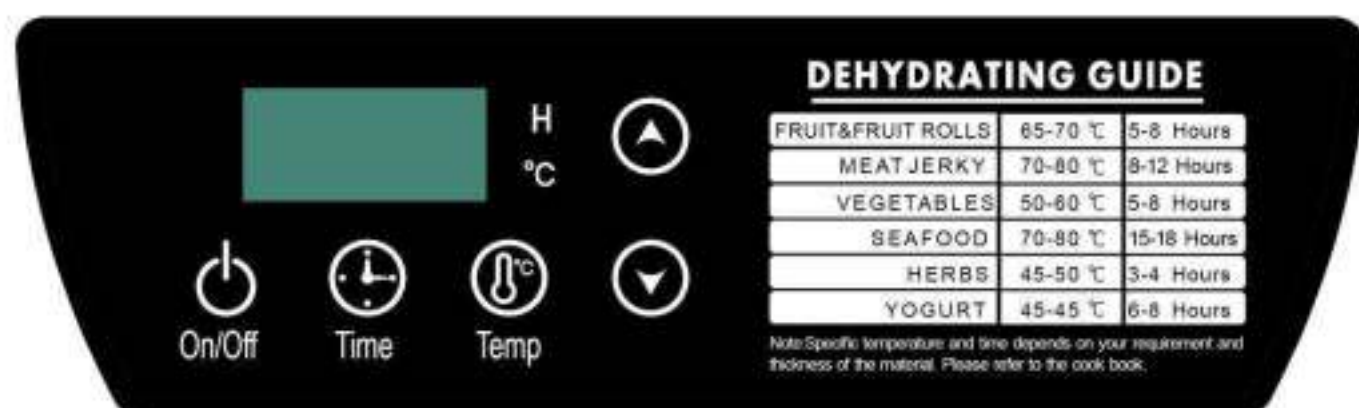 H
°C
On/Off
Time
Temp
DEHYDRATING GUIDE
FRUIT&FRUIT ROLLS 65-70 ℃ 5-8 Hours
MEAT JERKY 70-80 ℃ 8-12 Hours
VEGETABLES 50-60 ℃ 5-8 Hours
SEAFOOD 70-80 ℃ 15-18 Hours
HERBS 45-50 ℃ 3-4 Hours
YOGURT 45-45 ℃ 6-8 Hours
Note:Specific temperature and time depends on your requirement and
thickness of the material. Please refer to the cook book.